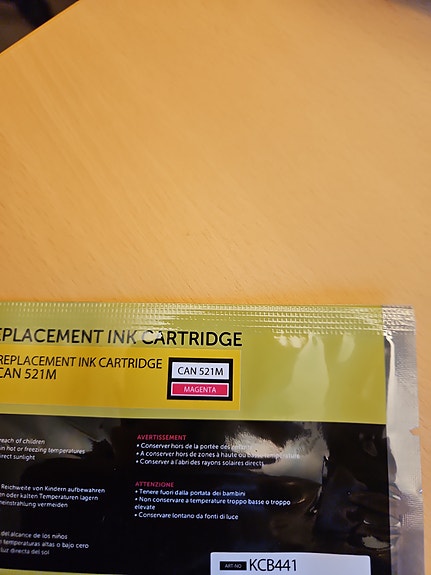 EPLACEMENT INK CARTRIDGE
REPLACEMENT INK CARTRIDGE
CAN 521M
CAN 521M
MAGENTA
reach of children
in hot or freezing temperatures
direct sunlight
Reichweite von Kindern aufbewahren
en oder kalten Temperaturen lagern
neinstrahlung vermeiden
del alcance de los niños
temperaturas altas o bajo cero
luz directa del sol
AVERTISSEMENT
• Conserver hors de la portée des
• A conserver hors de zones à haute ou basse température
• Conserver à l'abri des rayons solaires directs
ATTENZIONE
• Tenere fuori dalla portata dei bambini
• Non conservare a temperature troppo basse o troppo
elevate
• Conservare lontano da fonti di luce
ART-NO KCB441